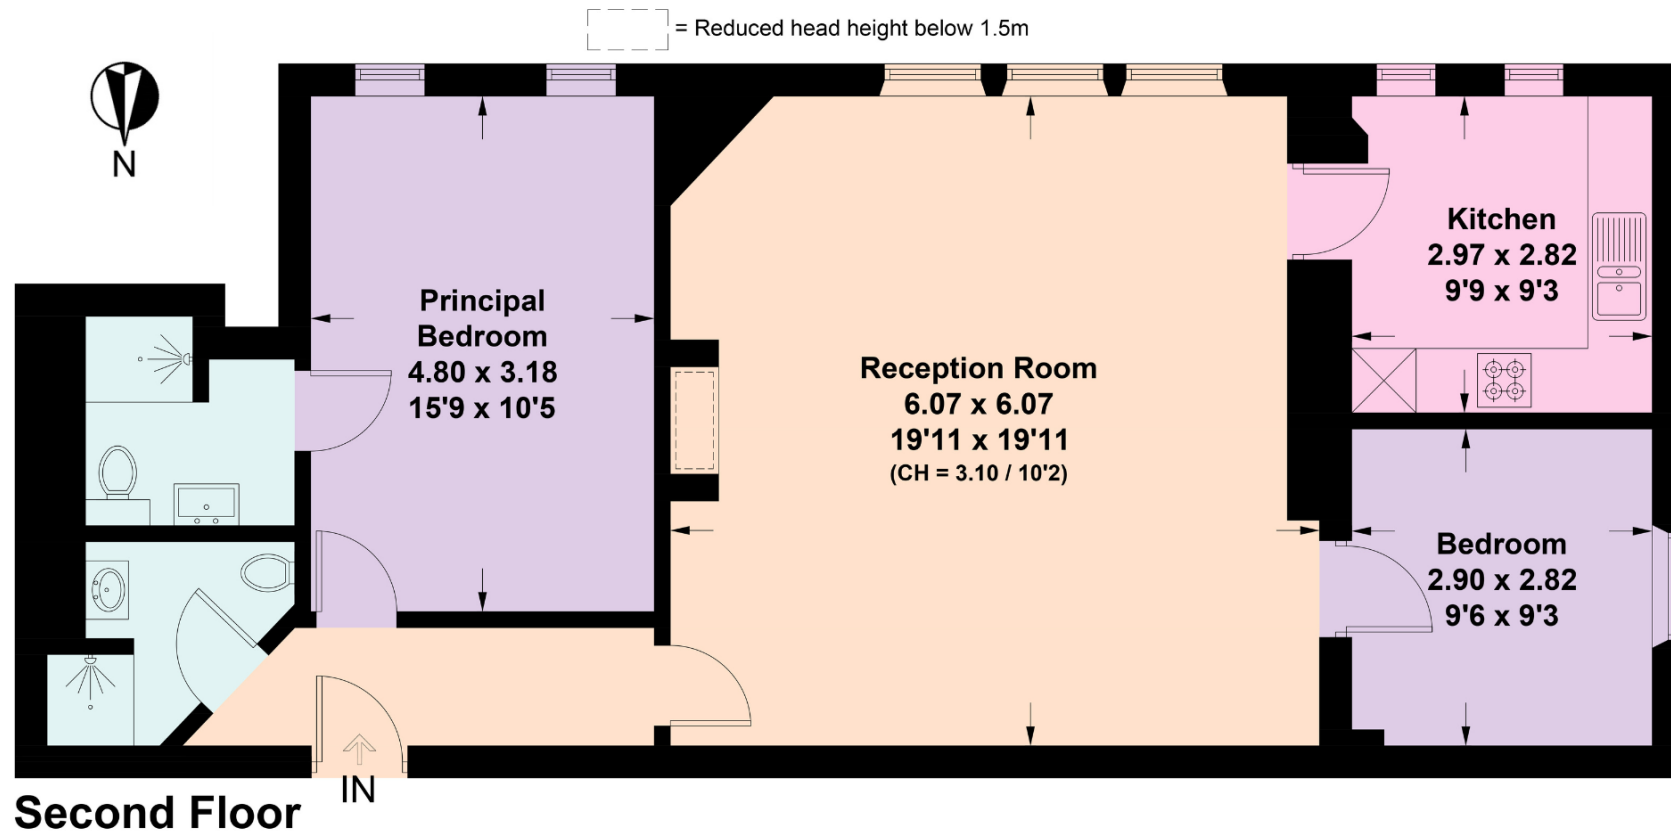 = Reduced head height below 1.5m
N
Principal
Bedroom
4.80 x 3.18
15'9 x 10'5
Reception Room
6.07 x 6.07
19'11 x 19'11
(CH = 3.10 / 10'2)
Kitchen
2.97 x 2.82
9'9 x 9'3
Bedroom
2.90 x 2.82
9'6 x 9'3
IN
Second Floor